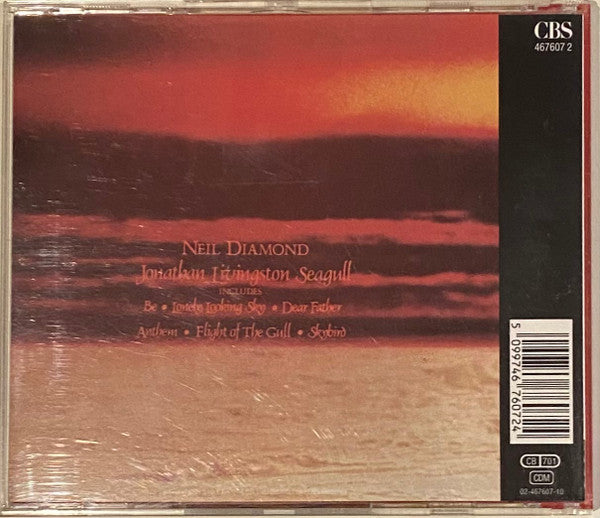 CBS
467607 2
NEIL DIAMOND
Jonathan Livingston Seagull
INCLUDES
Be • Lonely Looking Sky • Dear Father
Anthem • Flight of The Gull • Skybird
5 099746 760724
CB 701
CDM
02-467607-10